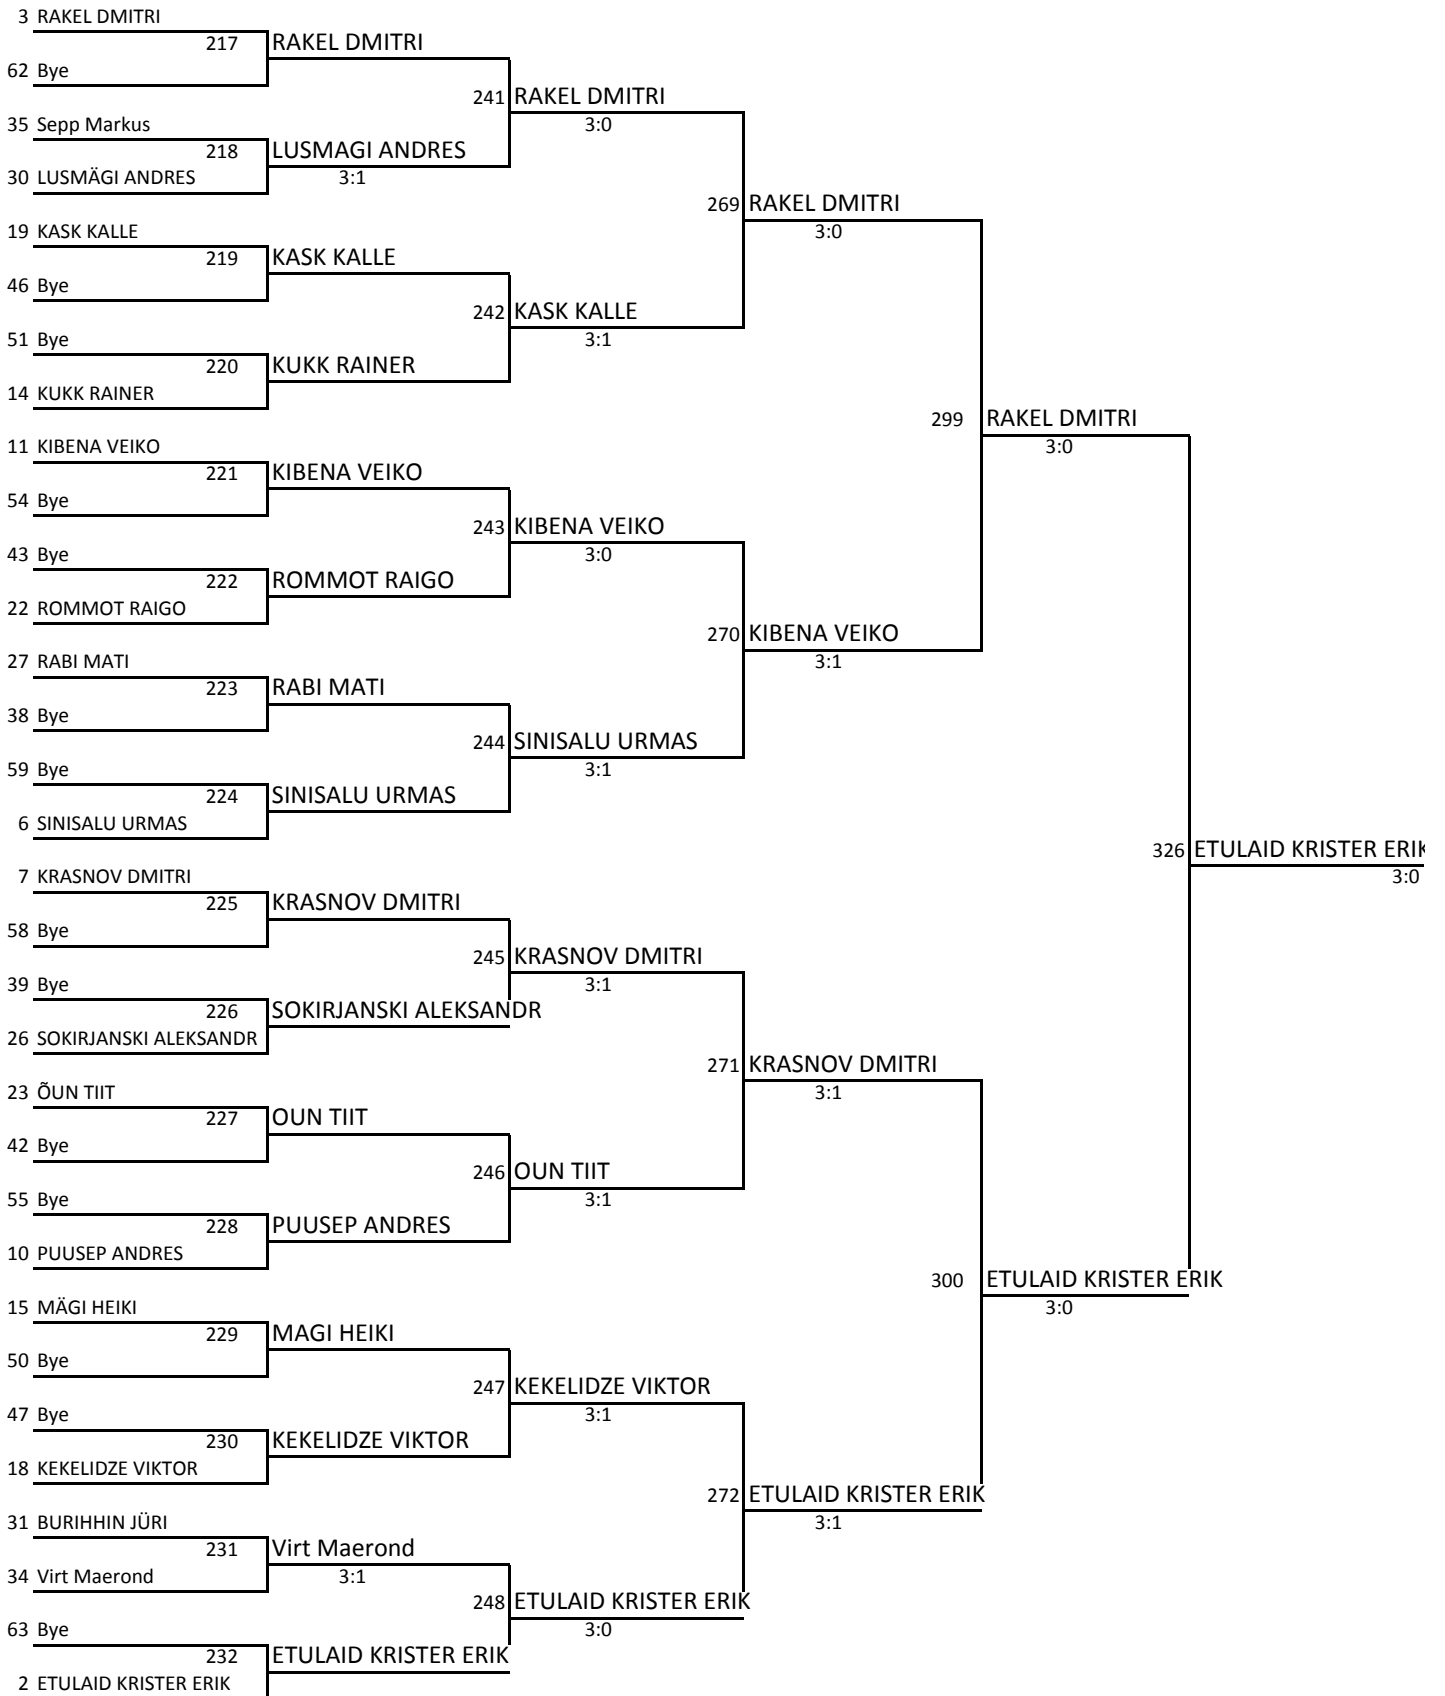 3 RAKEL DMITRI
217 RAKEL DMITRI
62 Bye
241 RAKEL DMITRI
3:0
35 Sepp Markus
218 LUSMAGI ANDRES
3:1
30 LUSMÄGI ANDRES
269 RAKEL DMITRI
3:0
19 KASK KALLE
219 KASK KALLE
46 Bye
242 KASK KALLE
3:1
51 Bye
220 KUKK RAINER
14 KUKK RAINER
299 RAKEL DMITRI
3:0
11 KIBENA VEIKO
221 KIBENA VEIKO
54 Bye
243 KIBENA VEIKO
3:0
43 Bye
222 ROMMOT RAIGO
22 ROMMOT RAIGO
270 KIBENA VEIKO
3:1
27 RABI MATI
223 RABI MATI
38 Bye
244 SINISALU URMAS
3:1
59 Bye
224 SINISALU URMAS
6 SINISALU URMAS
326 ETULAID KRISTER ERIK
3:0
7 KRASNOV DMITRI
225 KRASNOV DMITRI
58 Bye
245 KRASNOV DMITRI
3:1
39 Bye
226 SOKIRJANSKI ALEKSANDR
26 SOKIRJANSKI ALEKSANDR
271 KRASNOV DMITRI
3:1
23 ÕUN TIIT
227 OUN TIIT
42 Bye
246 OUN TIIT
3:1
55 Bye
228 PUUSEP ANDRES
10 PUUSEP ANDRES
300 ETULAID KRISTER ERIK
3:0
15 MÄGI HEIKI
229 MAGI HEIKI
50 Bye
247 KEKELIDZE VIKTOR
3:1
47 Bye
230 KEKELIDZE VIKTOR
18 KEKELIDZE VIKTOR
272 ETULAID KRISTER ERIK
3:1
31 BURIHHIN JÜRI
231 Virt Maerond
3:1
34 Virt Maerond
248 ETULAID KRISTER ERIK
3:0
63 Bye
232 ETULAID KRISTER ERIK
2 ETULAID KRISTER ERIK